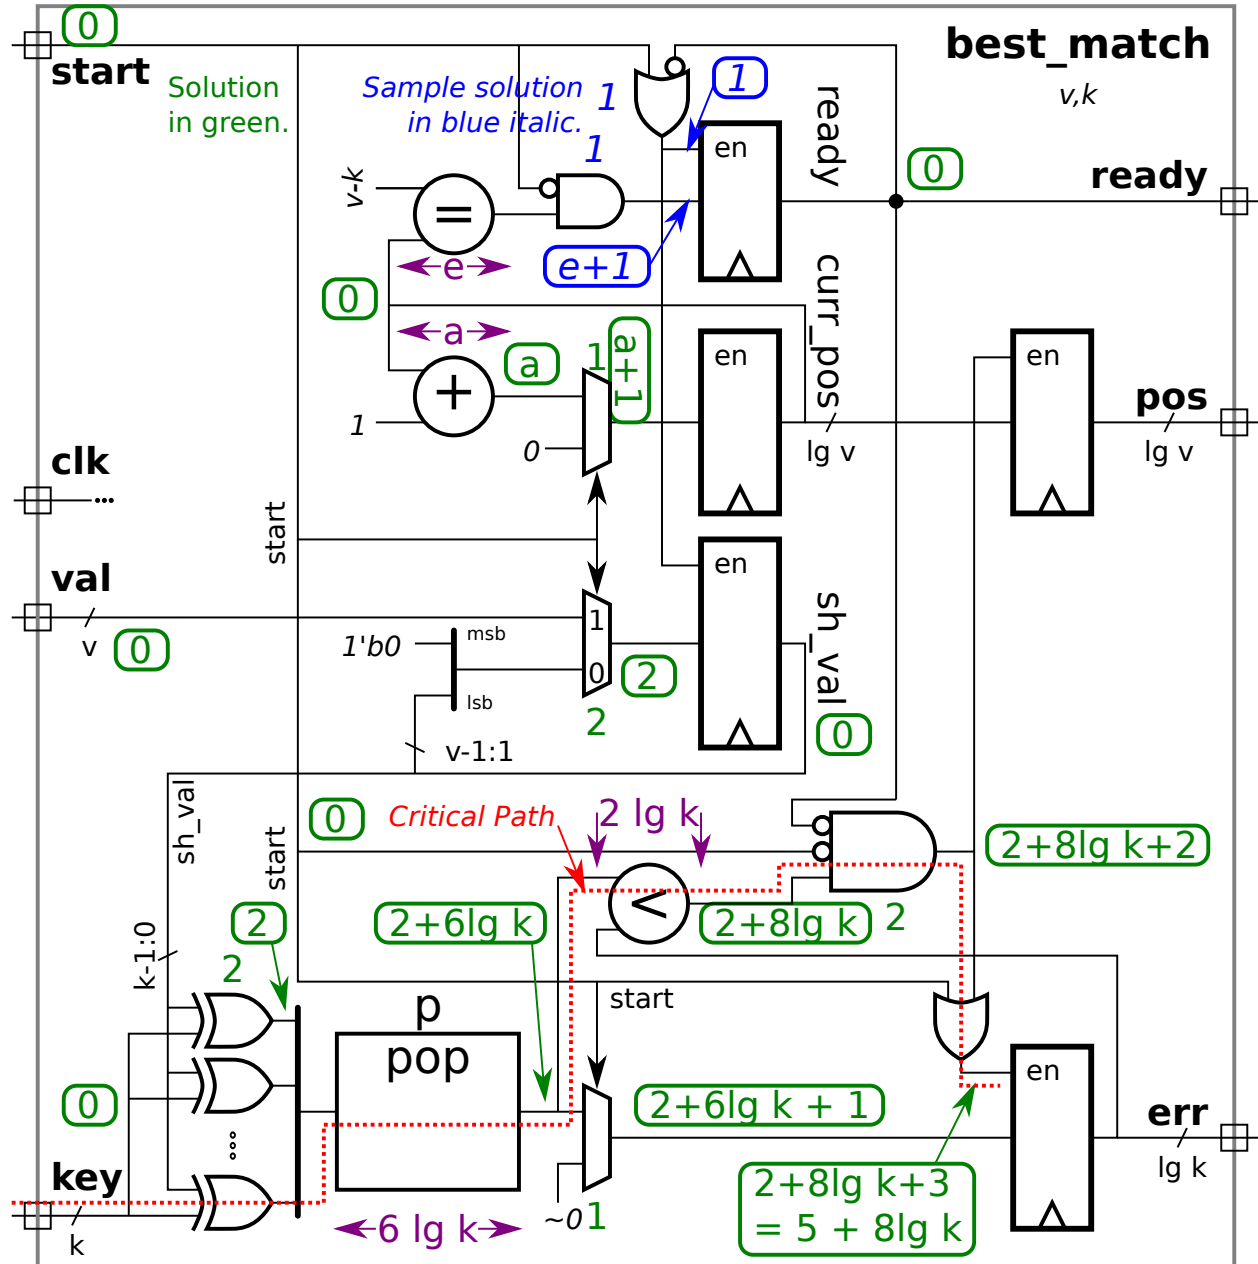 0
start
best_match
v,k
Solution
in green.
Sample solution
in blue italic.
1
1
1
en
ready
0
ready
v-k
=
e
e+1
0
curr_pos
a
a
1
a+1
en
en
+
1
0
lg v
pos
lg v
clk
...
start
val
v
0
en
1
1'b0
msb
0
2
lsb
2
sh_val
0
v-1:1
sh_val
start
0
Critical Path
2 lg k
2+8lg k+2
<
2+6lg k
2+8lg k
2
2
k-1:0
2
start
p
pop
en
0
2+6lg k + 1
err
lg k
key
k
2+8lg k+3
= 5 + 8lg k
6 lg k
~0
1